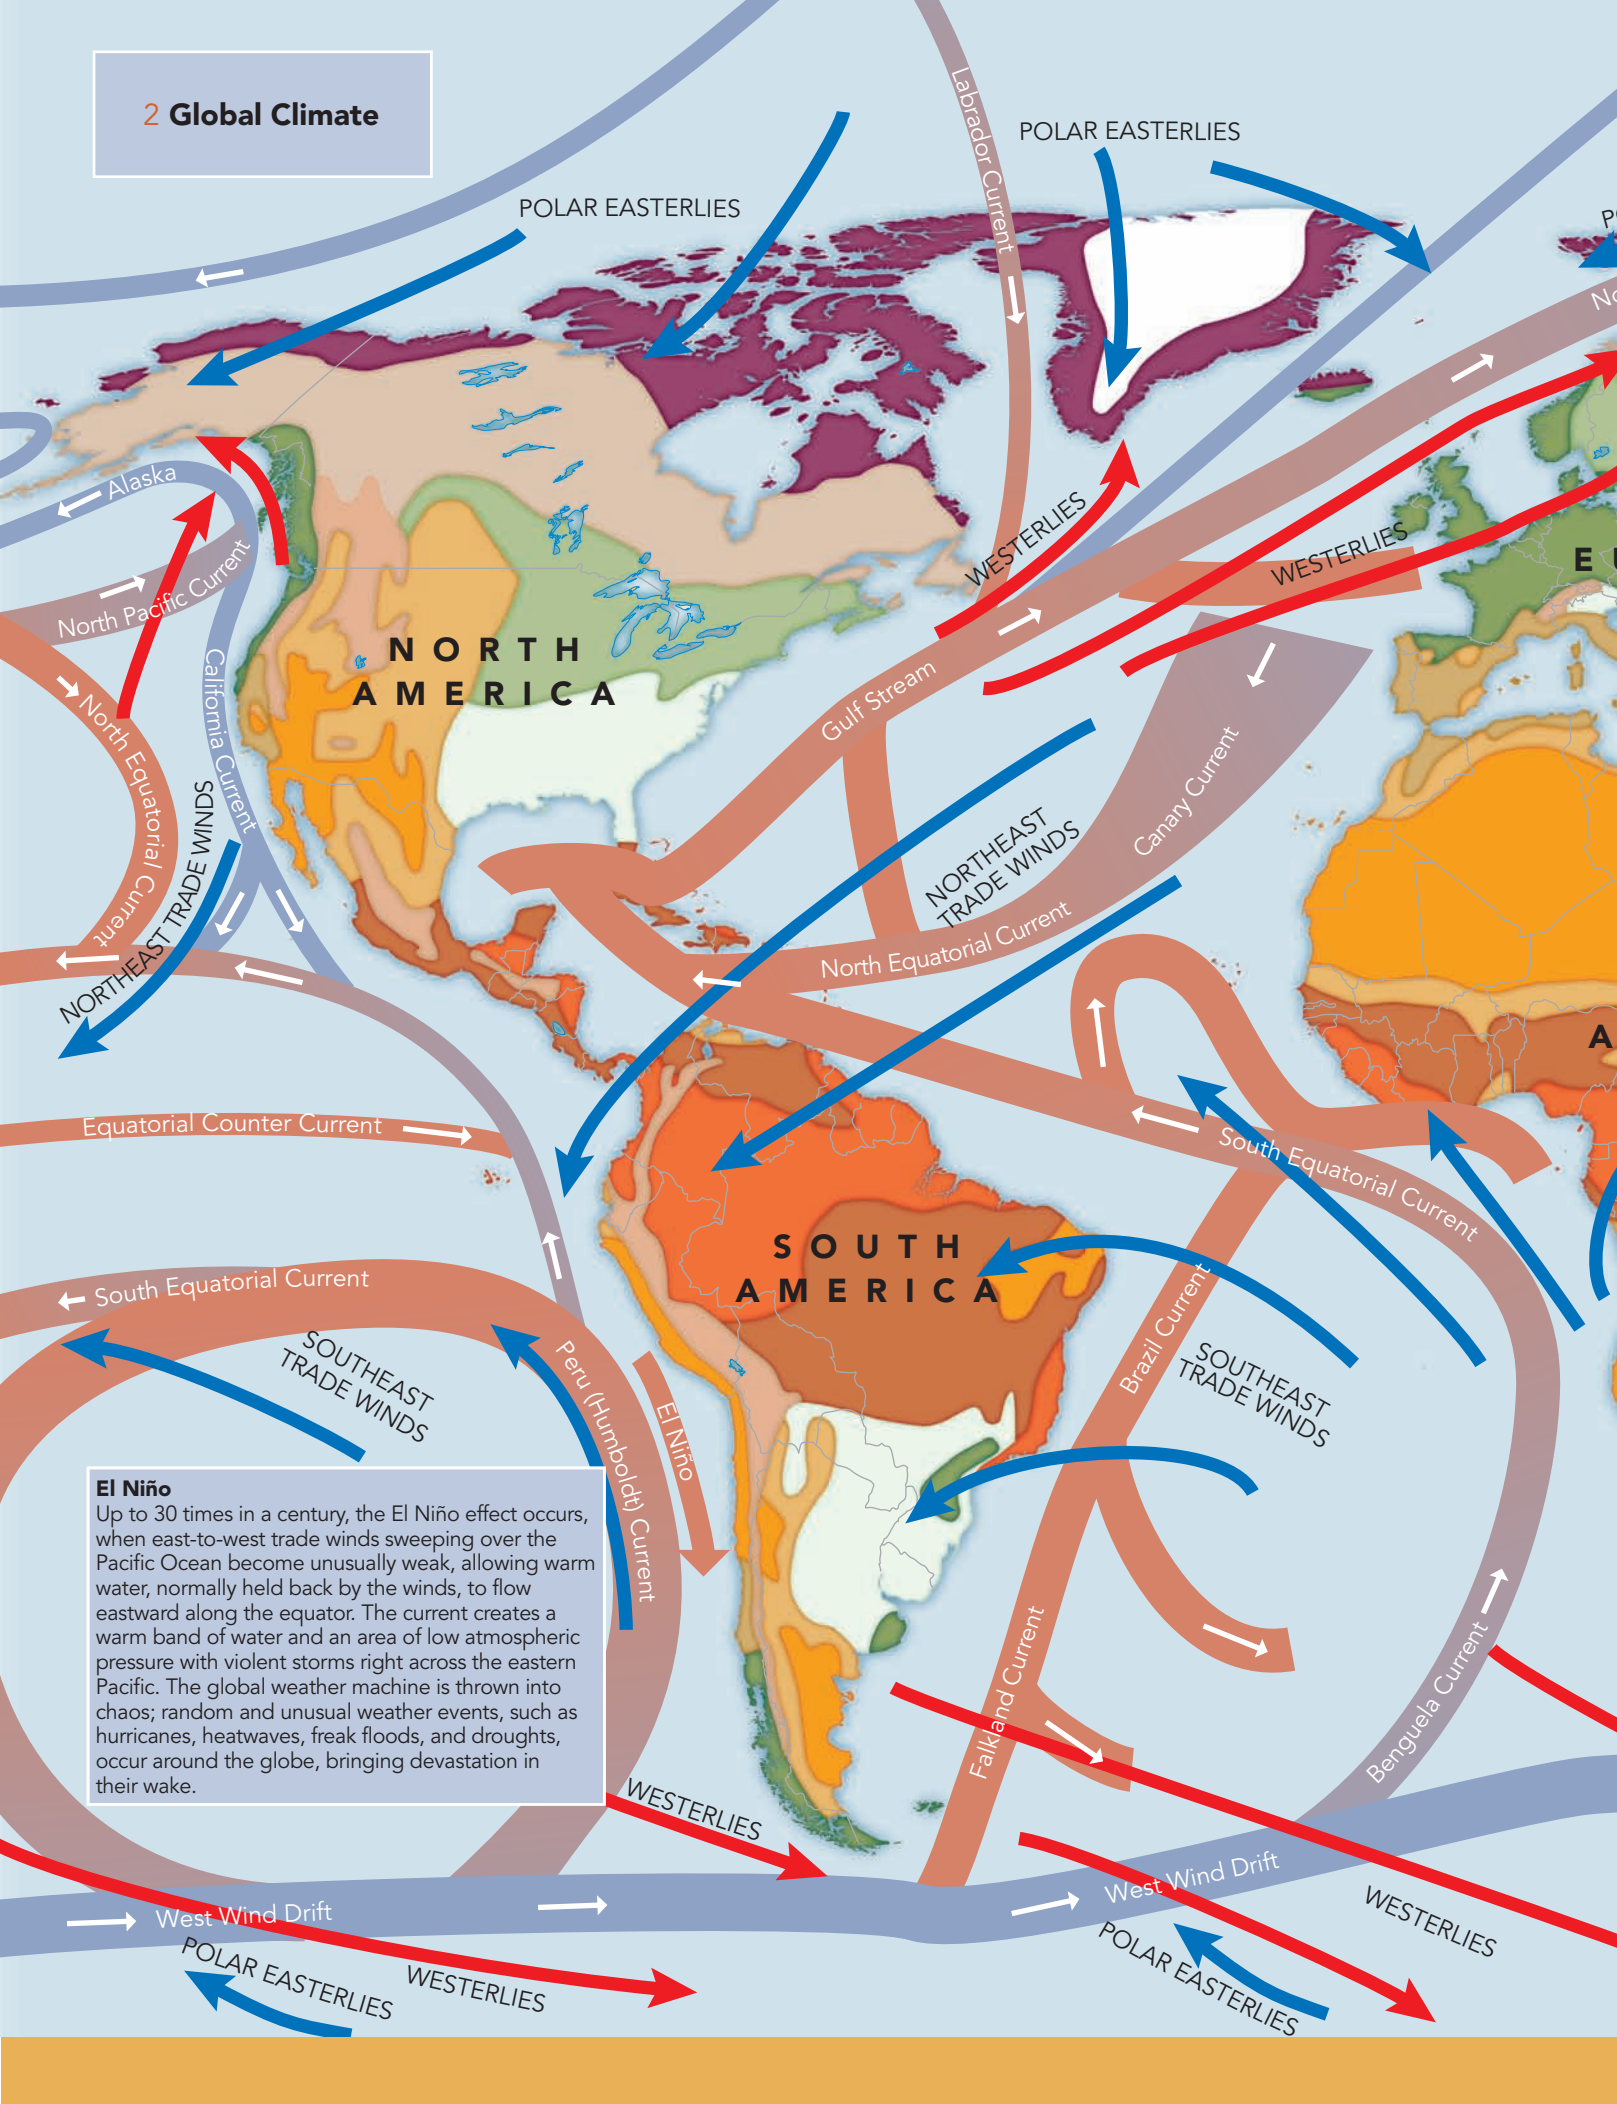 2 Global Climate
Labrador Current
POLAR EASTERLIES
POLAR EASTERLIES
Alaska
North Pacific Current
WESTERLIES
WESTERLIES
NORTH
AMERICA
California Current
North Equatorial Current
Gulf Stream
Canary Current
NORTHEAST TRADE WINDS
NORTHEAST
TRADE WINDS
North Equatorial Current
Equatorial Counter Current
South Equatorial Current
SOUTH
AMERICA
South Equatorial Current
SOUTHEAST
TRADE WINDS
Peru (Humboldt) Current
El Niño
Brazil Current
SOUTHEAST
TRADE WINDS
El Niño
Up to 30 times in a century, the El Niño effect occurs,
when east-to-west trade winds sweeping over the
Pacific Ocean become unusually weak, allowing warm
water, normally held back by the winds, to flow
eastward along the equator. The current creates a
warm band of water and an area of low atmospheric
pressure with violent storms right across the eastern
Pacific. The global weather machine is thrown into
chaos; random and unusual weather events, such as
hurricanes, heatwaves, freak floods, and droughts,
occur around the globe, bringing devastation in
their wake.
Falkland Current
Benguela Current
WESTERLIES
West Wind Drift
West Wind Drift
WESTERLIES
POLAR EASTERLIES
WESTERLIES
POLAR EASTERLIES